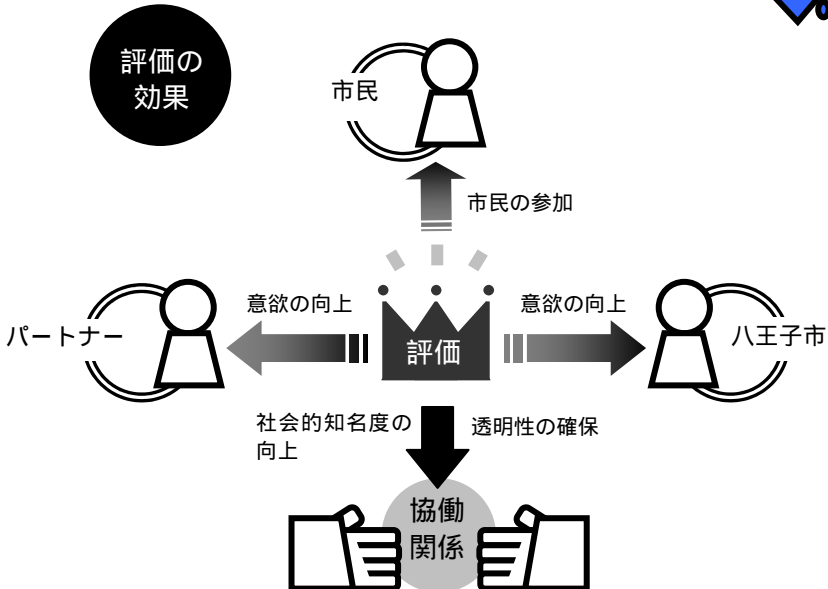 評価の
効果
市民
市民の参加
意欲の向上
意欲の向上
パートナー
評価
八王子市
社会的知名度の
向上
透明性の確保
協働
関係